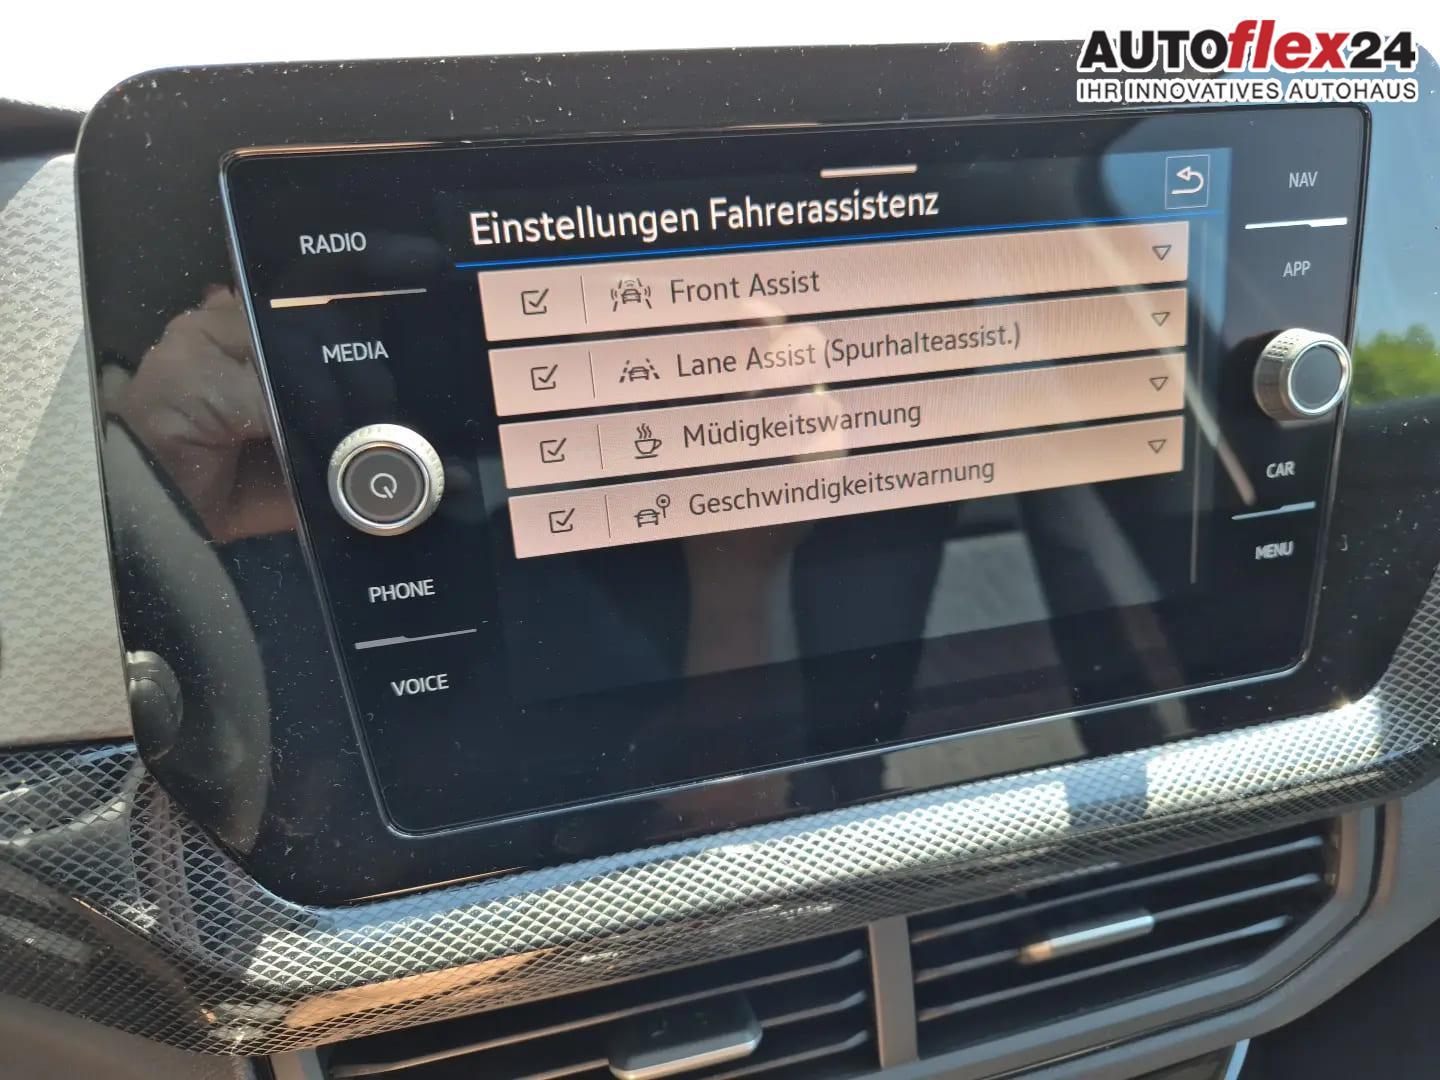 AUTOflex24
IHR INNOVATIVES AUTOHAUS
Einstellungen Fahrerassistenz
Front Assist
Lane Assist (Spurhalteassist.)
Müdigkeitswarnung
Geschwindigkeitswarnung
RADIO
MEDIA
PHONE
VOICE
NAV
APP
CAR
MENU